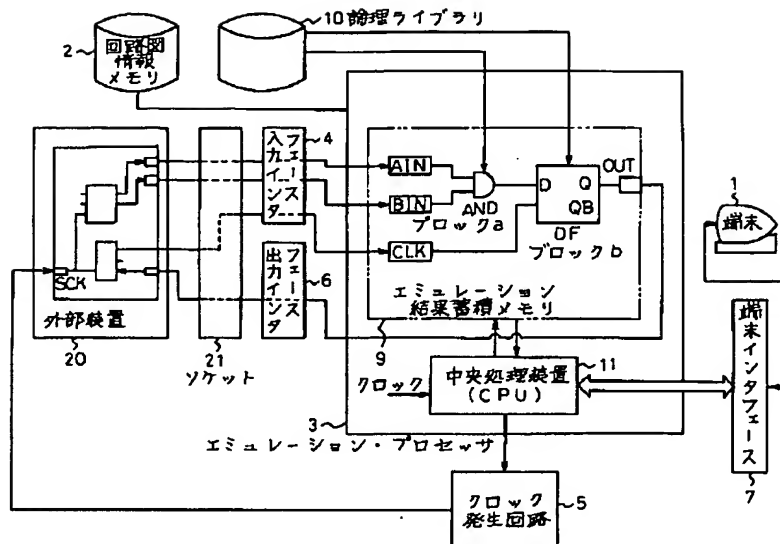 10 論理ライブラリ
2
回路図
情報
メモリ
4
入力インタ
フェース
AIN
BIN
CLK
AND
ブロックa
D
Q
QB
DF
ブロックb
OUT
1
端末
SCK
外部装置
20
21
ソケット
6
出力インタ
フェース
エミュレーション
結果蓄積メモリ
9
クロック
中央処理装置
(CPU)
11
3
エミュレーション・プロセッサ
端末インタフェース
7
クロック
発生回路
5